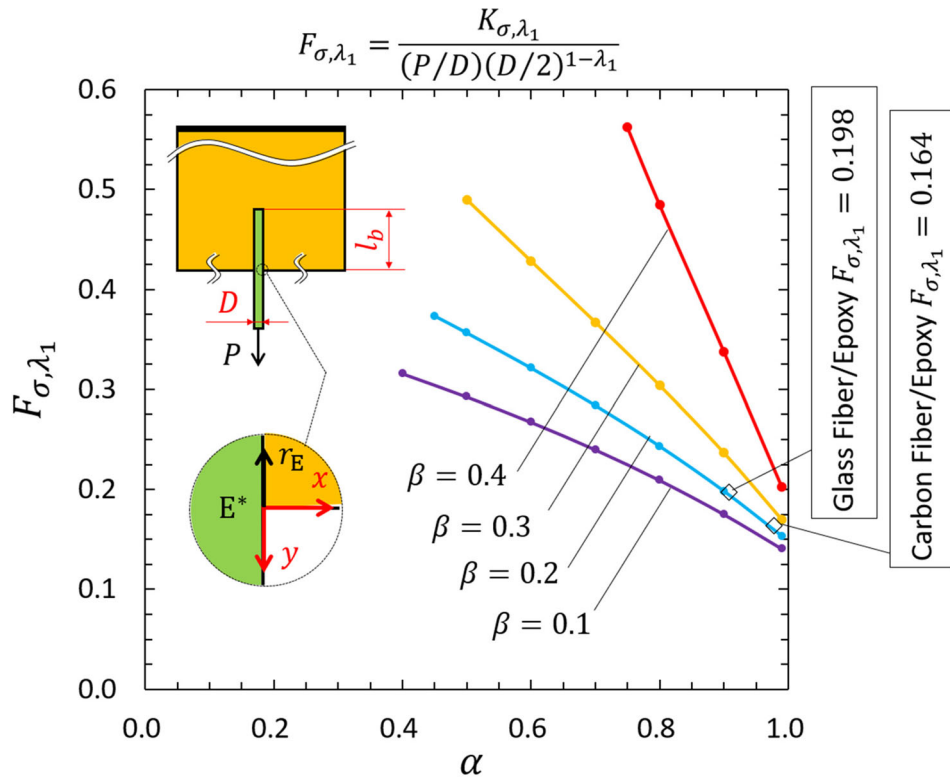 F_{σ,λ₁} = K_{σ,λ₁} / (P/D)(D/2)^{1−λ₁}
0.6
0.5
0.4
0.3
0.2
0.1
0.0
F_{σ,λ₁}
l_b
D
P
r_E
E*
x
y
β = 0.4
β = 0.3
β = 0.2
β = 0.1
Glass Fiber/Epoxy F_{σ,λ₁} = 0.198
Carbon Fiber/Epoxy F_{σ,λ₁} = 0.164
0.0 0.2 0.4 0.6 0.8 1.0
α